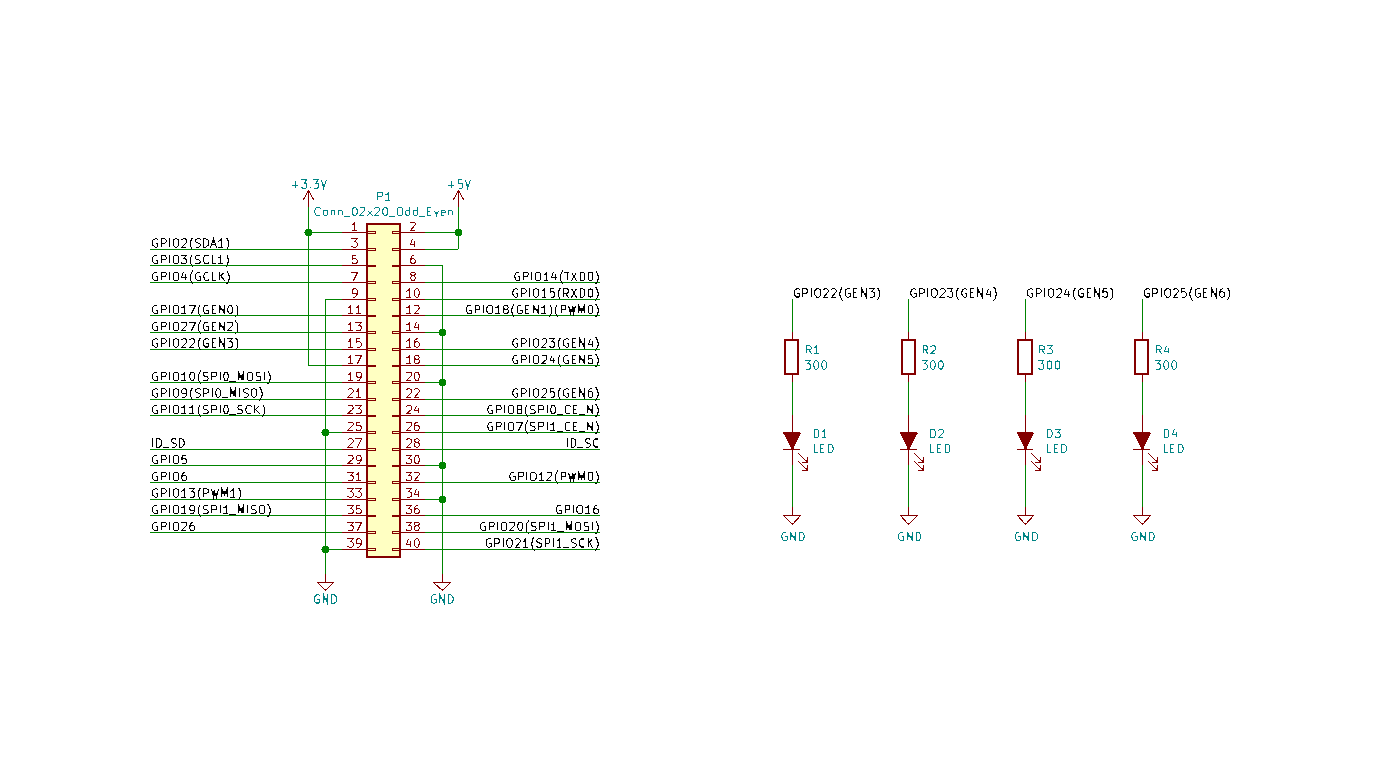 +3.3V
+5V
P1
Conn_02x20_Odd_Even
1 2
GPIO2(SDA1) 3 4
GPIO3(SCL1) 5 6
GPIO4(GCLK) 7 8 GPIO14(TXD0)
9 10 GPIO15(RXD0)
GPIO17(GEN0) 11 12 GPIO18(GEN1)(PWM0)
GPIO27(GEN2) 13 14
GPIO22(GEN3) 15 16 GPIO23(GEN4)
17 18 GPIO24(GEN5)
GPIO10(SPI0_MOSI) 19 20
GPIO9(SPI0_MISO) 21 22 GPIO25(GEN6)
GPIO11(SPI0_SCK) 23 24 GPIO8(SPI0_CE_N)
25 26 GPIO7(SPI1_CE_N)
ID_SD 27 28 ID_SC
GPIO5 29 30
GPIO6 31 32 GPIO12(PWM0)
GPIO13(PWM1) 33 34
GPIO19(SPI1_MISO) 35 36 GPIO16
GPIO26 37 38 GPIO20(SPI1_MOSI)
39 40 GPIO21(SPI1_SCK)
GND GND
GPIO22(GEN3) GPIO23(GEN4) GPIO24(GEN5) GPIO25(GEN6)
R1 R2 R3 R4
300 300 300 300
D1 D2 D3 D4
LED LED LED LED
GND GND GND GND